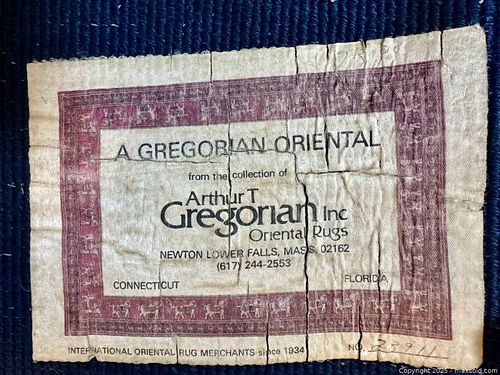 A GREGORIAN ORIENTAL
from the collection of
Arthur T
Gregorian Inc
Oriental Rugs
NEWTON LOWER FALLS, MASS. 02162
(617) 244-2553
CONNECTICUT FLORIDA
INTERNATIONAL ORIENTAL RUG MERCHANTS since 1934 NO.
Copyright 2025 - maxsold.com